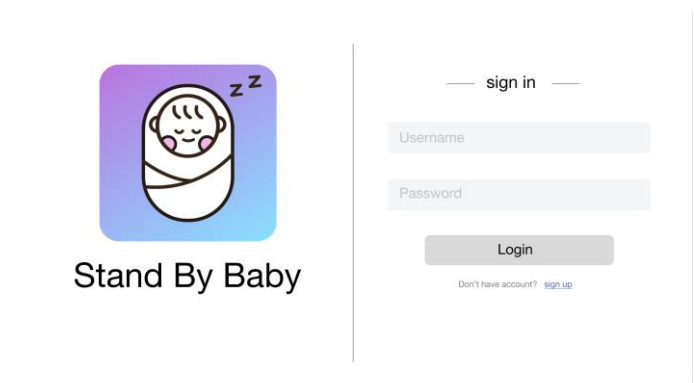 z z
Stand By Baby
sign in
Username
Password
Login
Don't have account? sign up